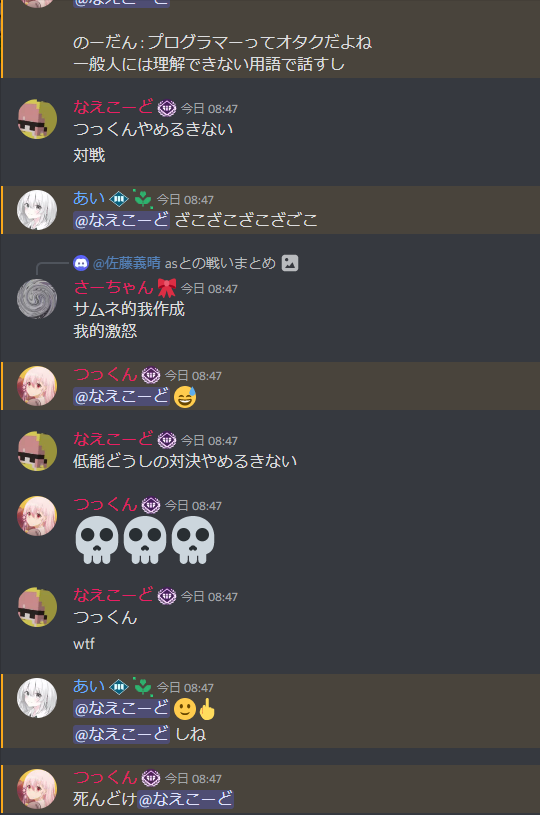 @なえこーど
のーだん:プログラマーってオタクだよね
一般人には理解できない用語で話すし
なえこーど 今日 08:47
つっくんやめるきない
対戦
あい 今日 08:47
@なえこーど ざこざこざこざごこ
@佐藤義晴 asとの戦いまとめ
さーちゃん🎀 今日 08:47
サムネ的我作成
我的激怒
つっくん 今日 08:47
@なえこーど 😅
なえこーど 今日 08:47
低能どうしの対決やめるきない
つっくん 今日 08:47
💀💀💀
なえこーど 今日 08:47
つっくん
wtf
あい 今日 08:47
@なえこーど 🙂🖕
@なえこーど しね
つっくん 今日 08:47
死んどけ@なえこーど